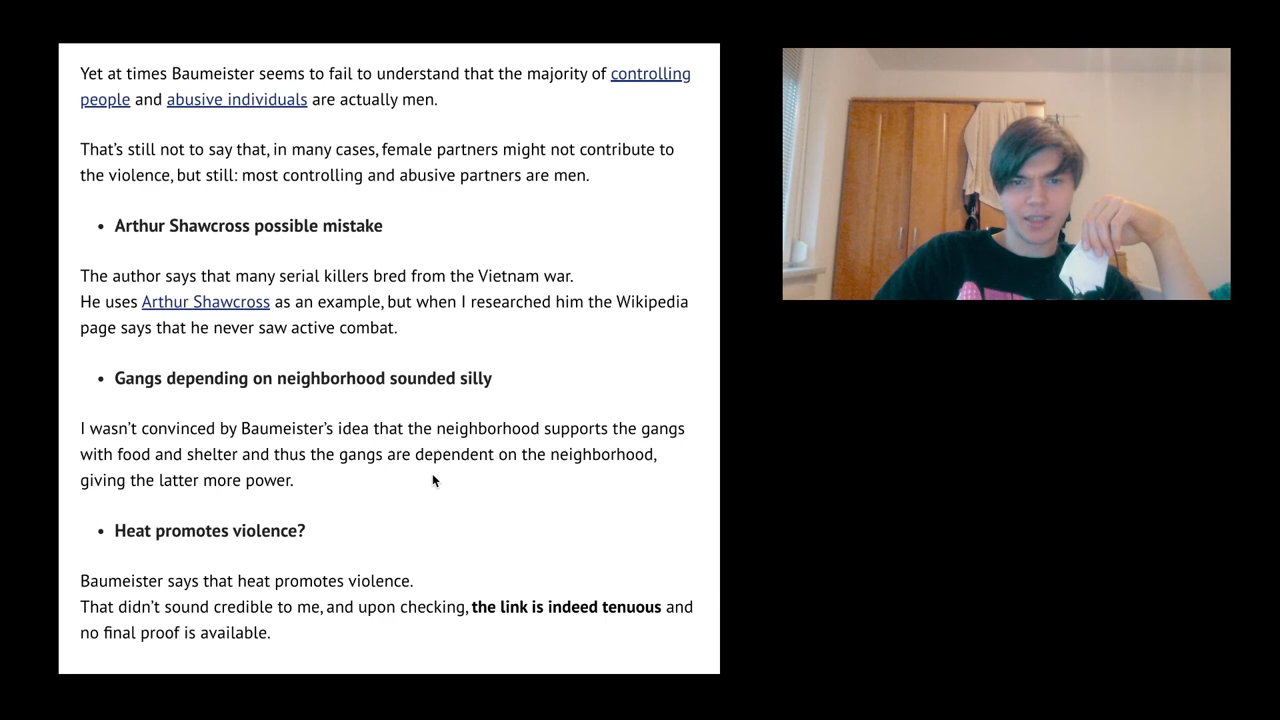 Yet at times Baumeister seems to fail to understand that the majority of controlling
people and abusive individuals are actually men.
That’s still not to say that, in many cases, female partners might not contribute to
the violence, but still: most controlling and abusive partners are men.
• Arthur Shawcross possible mistake
The author says that many serial killers bred from the Vietnam war.
He uses Arthur Shawcross as an example, but when I researched him the Wikipedia
page says that he never saw active combat.
• Gangs depending on neighborhood sounded silly
I wasn’t convinced by Baumeister’s idea that the neighborhood supports the gangs
with food and shelter and thus the gangs are dependent on the neighborhood,
giving the latter more power.
• Heat promotes violence?
Baumeister says that heat promotes violence.
That didn’t sound credible to me, and upon checking, the link is indeed tenuous and
no final proof is available.